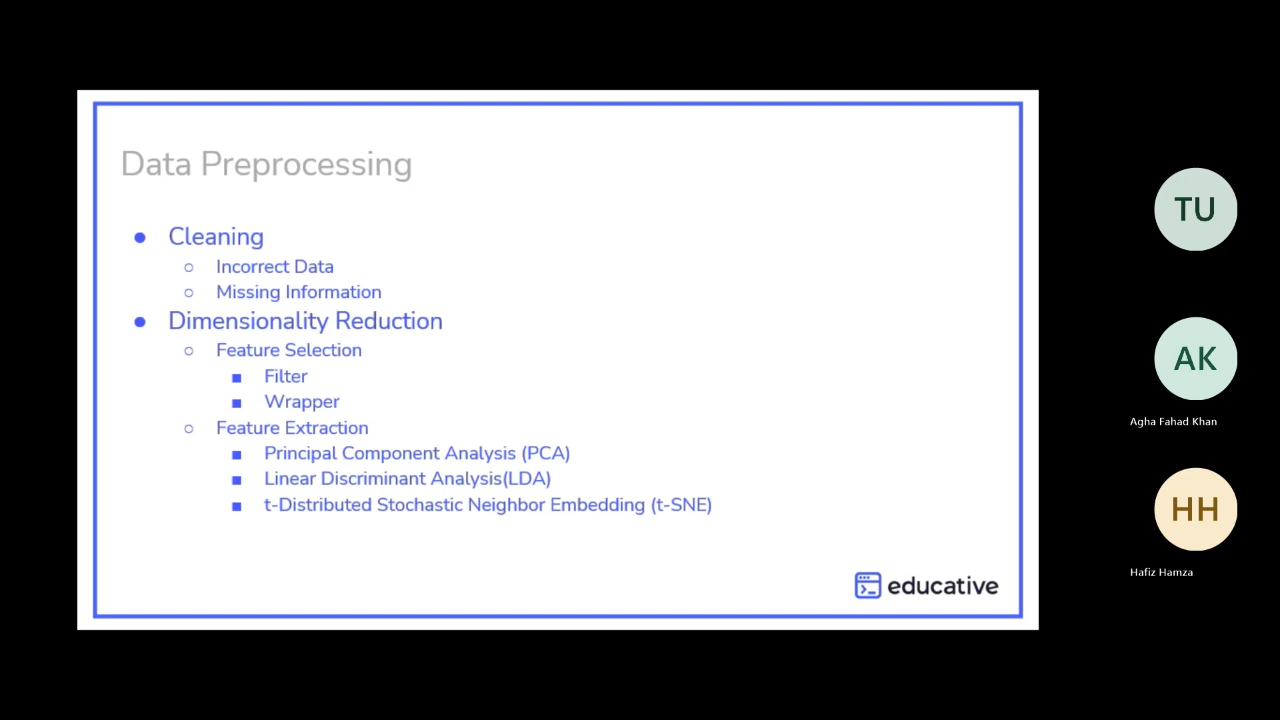 Data Preprocessing
● Cleaning
○ Incorrect Data
○ Missing Information
● Dimensionality Reduction
○ Feature Selection
■ Filter
■ Wrapper
○ Feature Extraction
■ Principal Component Analysis (PCA)
■ Linear Discriminant Analysis(LDA)
■ t-Distributed Stochastic Neighbor Embedding (t-SNE)
educative
TU
AK
Agha Fahad Khan
HH
Hafiz Hamza